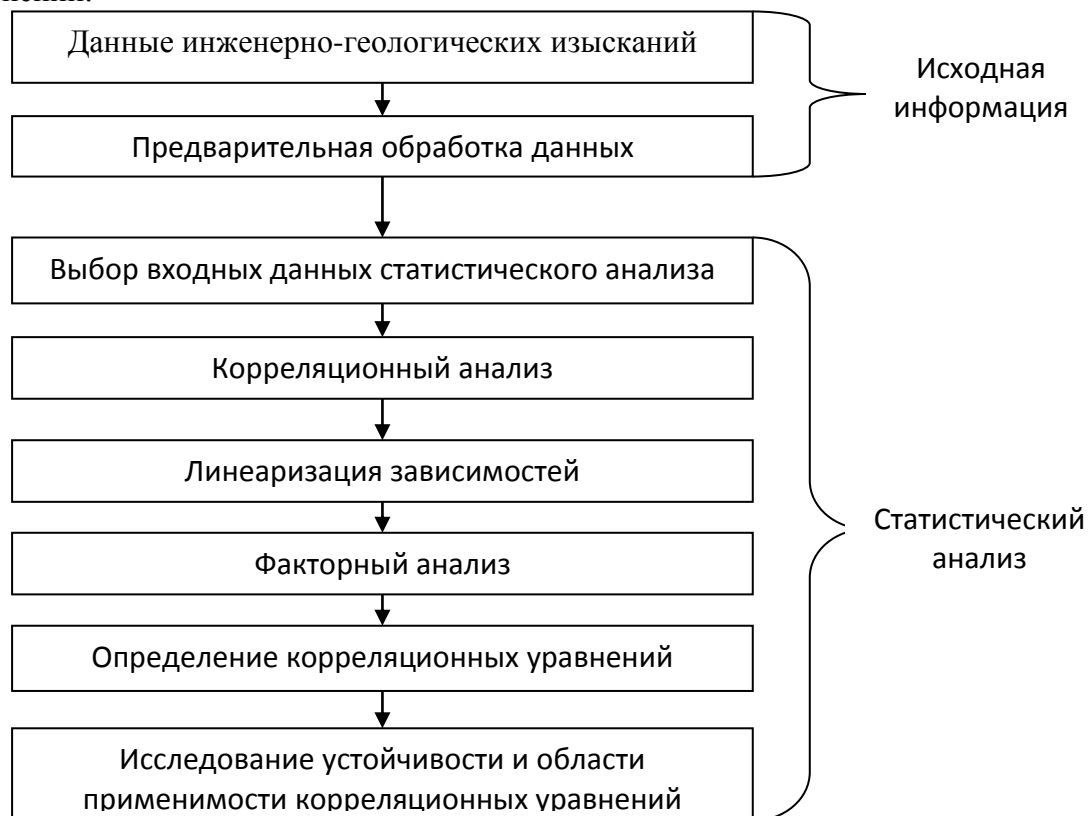 Данные инженерно-геологических изысканий
Исходная
информация
Предварительная обработка данных
Выбор входных данных статистического анализа
Корреляционный анализ
Линеаризация зависимостей
Статистический
анализ
Факторный анализ
Определение корреляционных уравнений
Исследование устойчивости и области
применимости корреляционных уравнений